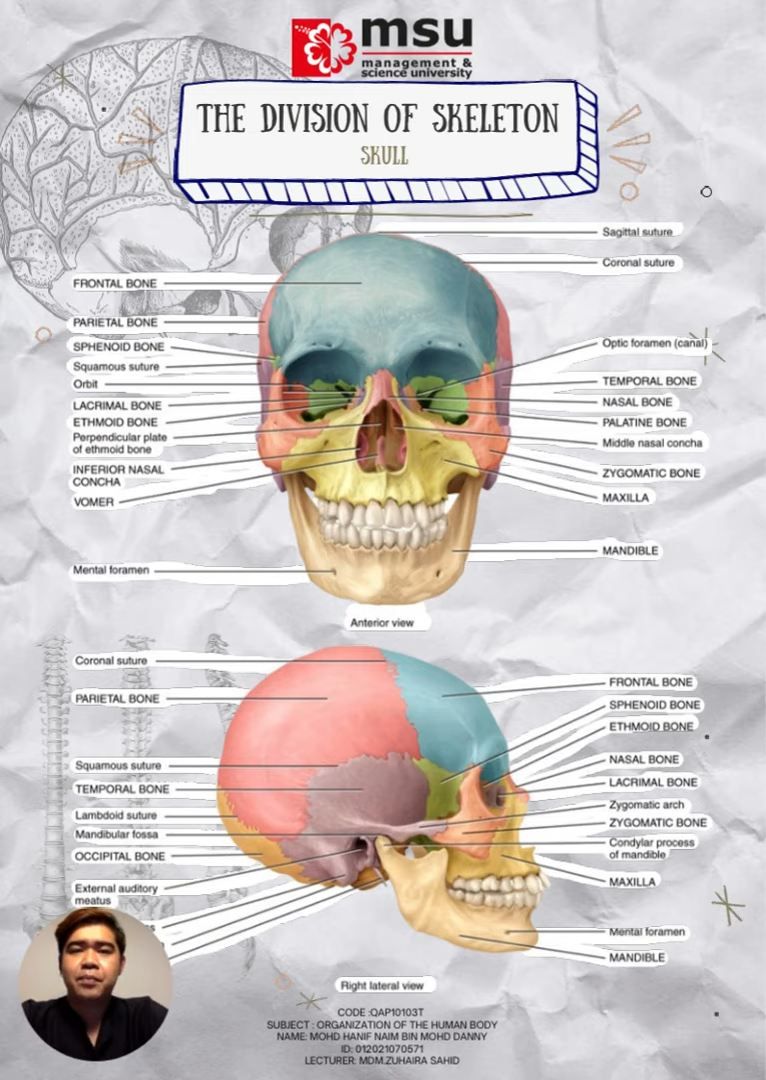 msu
management &
science university
THE DIVISION OF SKELETON
SKULL
Sagittal suture
Coronal suture
FRONTAL BONE
PARIETAL BONE
SPHENOID BONE
Squamous suture
Orbit
LACRIMAL BONE
ETHMOID BONE
Perpendicular plate
of ethmoid bone
INFERIOR NASAL
CONCHA
VOMER
Mental foramen
Optic foramen (canal)
TEMPORAL BONE
NASAL BONE
PALATINE BONE
Middle nasal concha
ZYGOMATIC BONE
MAXILLA
MANDIBLE
Anterior view
Coronal suture
PARIETAL BONE
Squamous suture
TEMPORAL BONE
Lambdoid suture
Mandibular fossa
OCCIPITAL BONE
External auditory
meatus
FRONTAL BONE
SPHENOID BONE
ETHMOID BONE
NASAL BONE
LACRIMAL BONE
Zygomatic arch
ZYGOMATIC BONE
Condylar process
of mandible
MAXILLA
Mental foramen
MANDIBLE
Right lateral view
CODE :QAP10103T
SUBJECT : ORGANIZATION OF THE HUMAN BODY
NAME: MOHD HANIF NAIM BIN MOHD DANNY
ID: 012021070571
LECTURER: MDM.ZUHAIRA SAHID